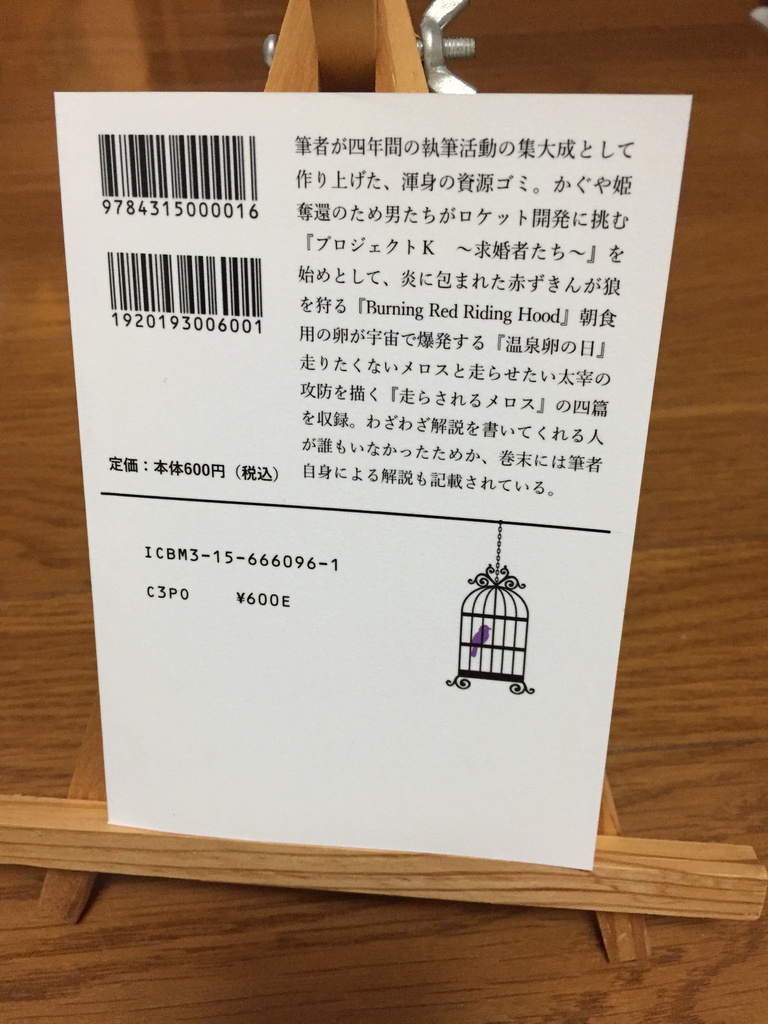 9784315000016
1920193006001
定価：本体600円（税込）
筆者が四年間の執筆活動の集大成として
作り上げた、渾身の資源ゴミ。かぐや姫
奪還のため男たちがロケット開発に挑む
『プロジェクトK　〜求婚者たち〜』を
始めとして、炎に包まれた赤ずきんが狼
を狩る『Burning Red Riding Hood』朝食
用の卵が宇宙で爆発する『温泉卵の日』
走りたくないメロスと走らせたい太宰の
攻防を描く『走らされるメロス』の四篇
を収録。わざわざ解説を書いてくれる人
が誰もいなかったためか、巻末には筆者
自身による解説も記載されている。
ICBM3-15-666096-1
C3P0　¥600E